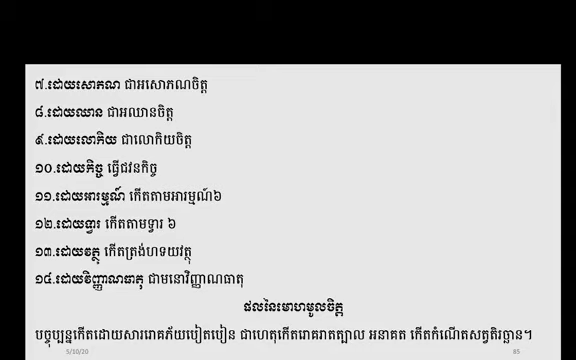 ៧.ដោយសោភណ ជាអសោភណចិត្ត
៨.ដោយឈាន ជាអឈានចិត្ត
៩.ដោយលោកិយ ជាលោកិយចិត្ត
១០.ដោយកិច្ច ធ្វើជវនកិច្ច
១១.ដោយអារម្មណ៍ កើតតាមអារម្មណ៍៦
១២.ដោយទ្វារ កើតតាមទ្វារ ៦
១៣.ដោយវត្ថុ កើតត្រង់ហទយវត្ថុ
១៤.ដោយវិញ្ញាណធាតុ ជាមនោវិញ្ញាណធាតុ
ផលនៃមោហមូលចិត្ត
បច្ចុប្បន្នកើតដោយសាររោគភ័យបៀតបៀន ជាហេតុកើតរោគរាតត្បាល អនាគត កើតកំណើតសត្វតិរច្ឆាន។
5/10/20 85